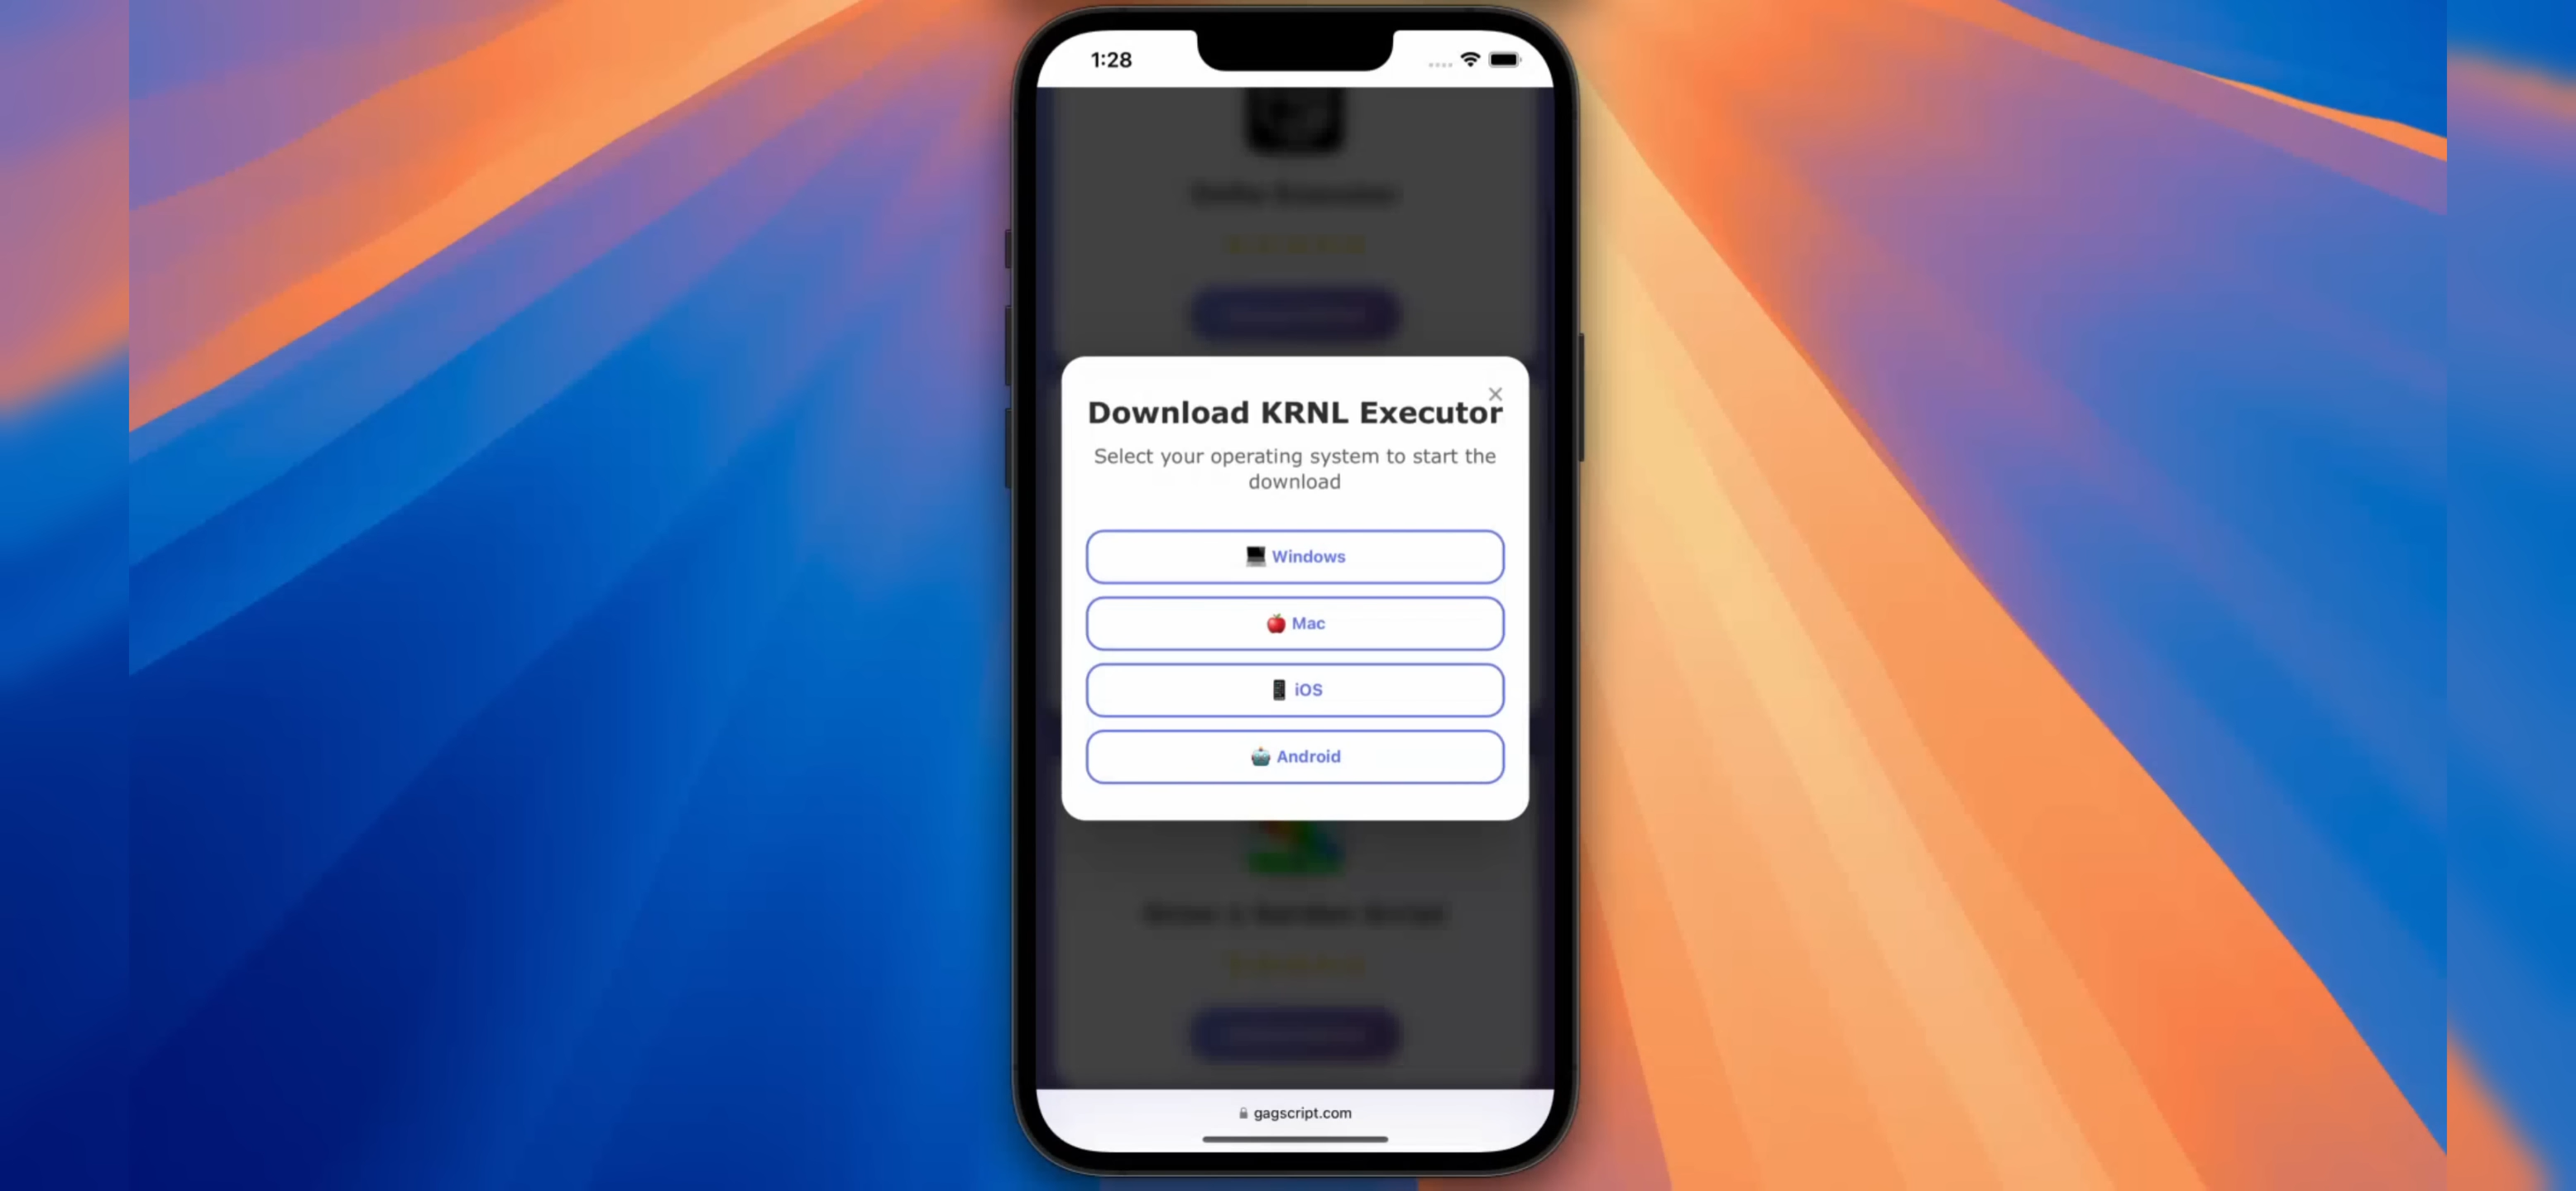 1:28
Download KRNL Executor
Select your operating system to start the
download
Windows
Mac
iOS
Android
gagscript.com